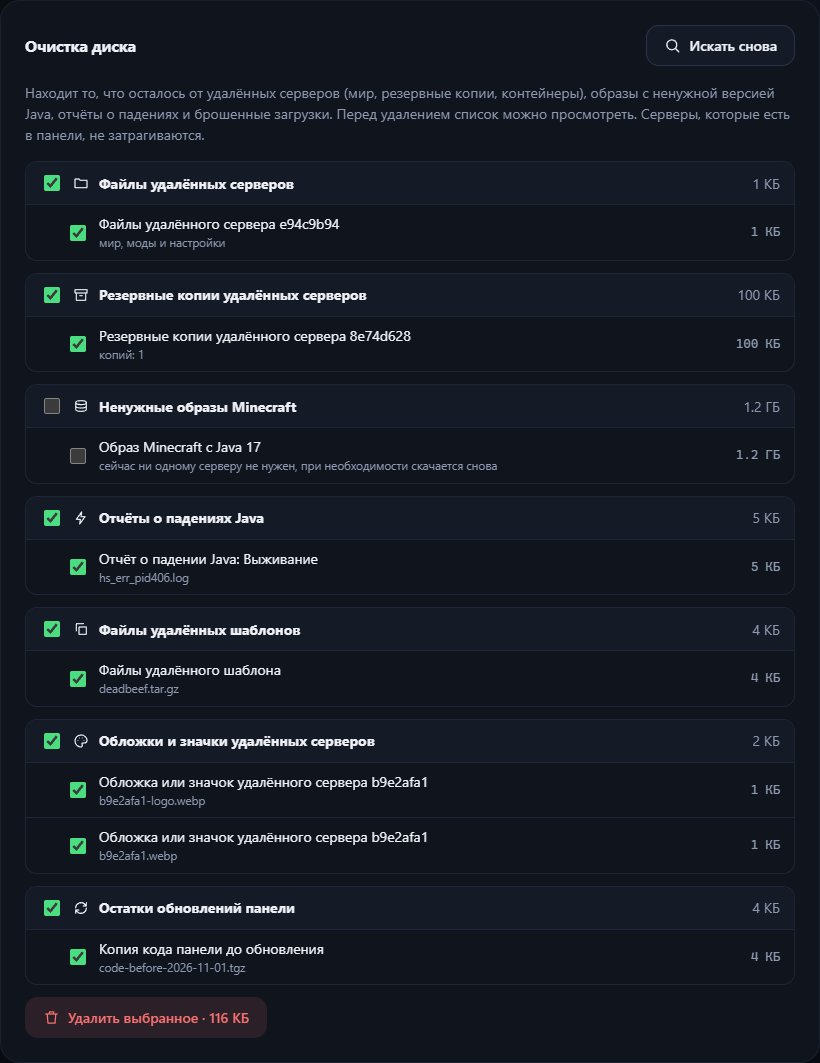 Очистка диска
Искать снова
Находит то, что осталось от удалённых серверов (мир, резервные копии, контейнеры), образы с ненужной версией
Java, отчёты о падениях и брошенные загрузки. Перед удалением список можно просмотреть. Серверы, которые есть
в панели, не затрагиваются.
Файлы удалённых серверов 1 КБ
Файлы удалённого сервера e94c9b94 1 КБ
мир, моды и настройки
Резервные копии удалённых серверов 100 КБ
Резервные копии удалённого сервера 8e74d628 100 КБ
копий: 1
Ненужные образы Minecraft 1.2 ГБ
Образ Minecraft с Java 17 1.2 ГБ
сейчас ни одному серверу не нужен, при необходимости скачается снова
Отчёты о падениях Java 5 КБ
Отчёт о падении Java: Выживание 5 КБ
hs_err_pid406.log
Файлы удалённых шаблонов 4 КБ
Файлы удалённого шаблона 4 КБ
deadbeef.tar.gz
Обложки и значки удалённых серверов 2 КБ
Обложка или значок удалённого сервера b9e2afa1 1 КБ
b9e2afa1-logo.webp
Обложка или значок удалённого сервера b9e2afa1 1 КБ
b9e2afa1.webp
Остатки обновлений панели 4 КБ
Копия кода панели до обновления 4 КБ
code-before-2026-11-01.tgz
Удалить выбранное · 116 КБ